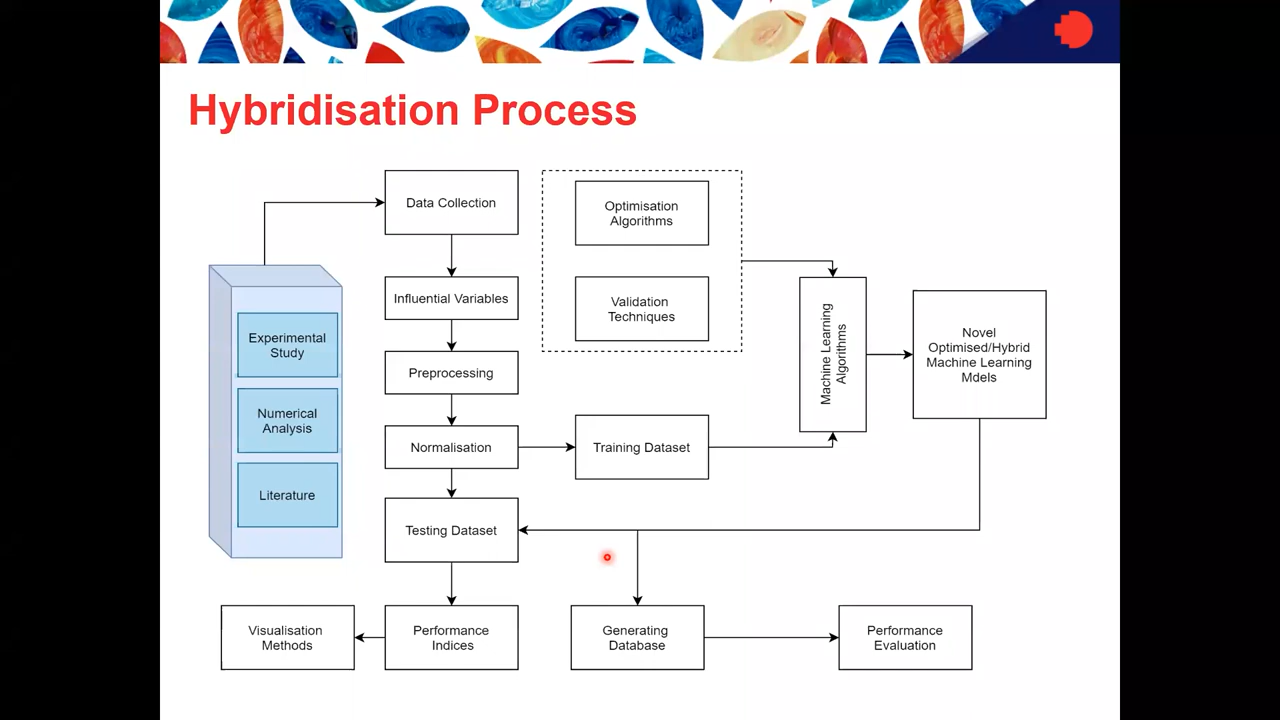 Hybridisation Process
Data Collection
Optimisation
Algorithms
Influential Variables
Validation
Techniques
Experimental
Study
Numerical
Analysis
Literature
Preprocessing
Normalisation
Training Dataset
Machine Learning
Algorithms
Novel
Optimised/Hybrid
Machine Learning
Mdels
Testing Dataset
Visualisation
Methods
Performance
Indices
Generating
Database
Performance
Evaluation